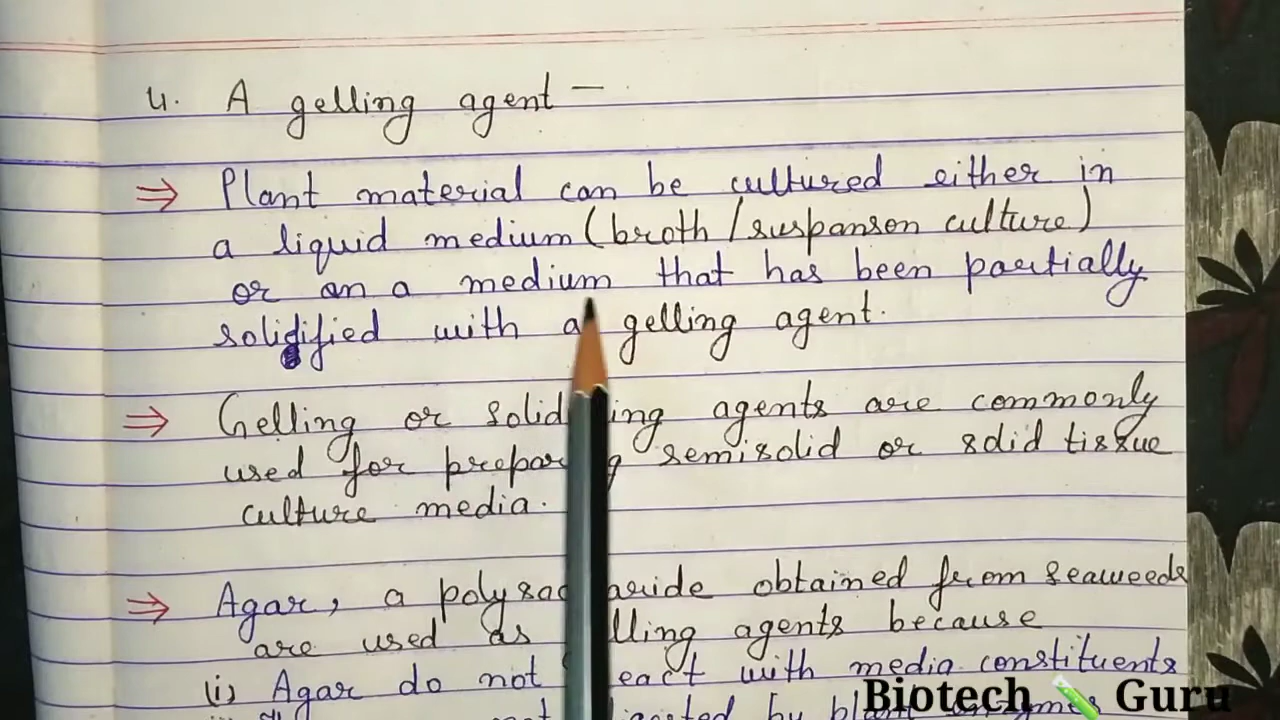 4. A gelling agent —
⇒ Plant material can be cultured either in
a liquid medium (broth / suspanson culture)
or on a medium that has been partially
solidified with a gelling agent.
⇒ Gelling or solid ing agents are commonly
used for prepar g semisolid or solid tissue
culture media.
⇒ Agar, a polysac aride obtained from seaweeds
are used as lling agents because
(i) Agar do not eact with media constituents
by
Biotech Guru